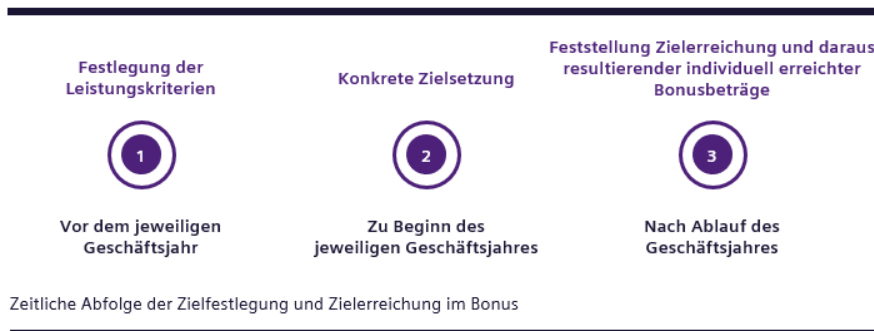 Festlegung der
Leistungskriterien
Konkrete Zielsetzung
Feststellung Zielerreichung und daraus
resultierender individuell erreichter
Bonusbeträge
1
2
3
Vor dem jeweiligen
Geschäftsjahr
Zu Beginn des
jeweiligen Geschäftsjahres
Nach Ablauf des
Geschäftsjahres
Zeitliche Abfolge der Zielfestlegung und Zielerreichung im Bonus